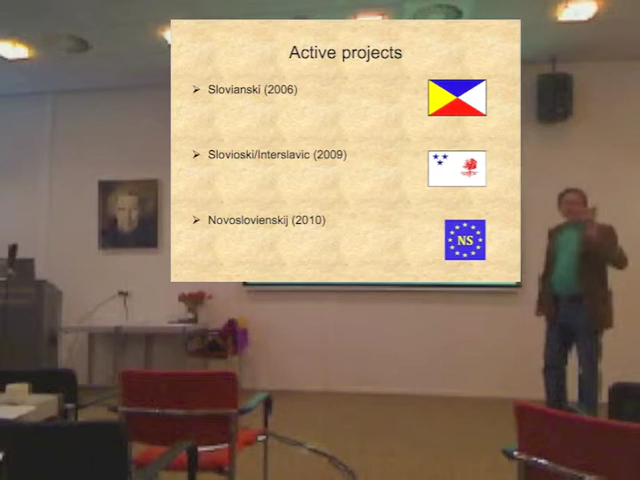 Active projects
➢ Slovianski (2006)
➢ Slovioski/Interslavic (2009)
➢ Novoslovienskij (2010)
NS